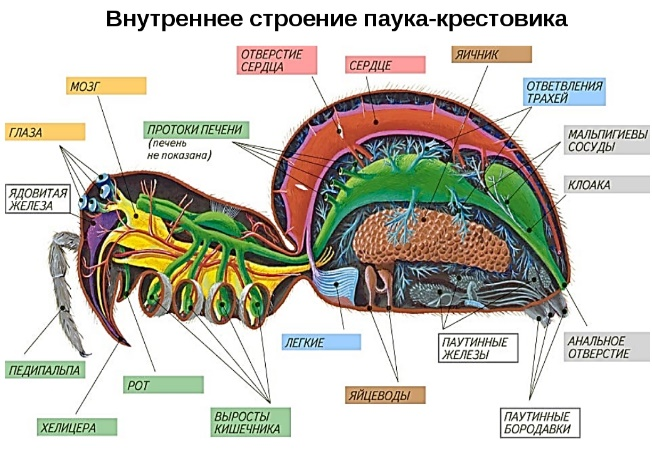 Внутреннее строение паука-крестовика
ОТВЕРСТИЕ
СЕРДЦА
СЕРДЦЕ
ЯИЧНИК
МОЗГ
ОТВЕТВЛЕНИЯ
ТРАХЕЙ
ГЛАЗА
ПРОТОКИ ПЕЧЕНИ
(печень
не показана)
МАЛЬПИГИЕВЫ
СОСУДЫ
ЯДОВИТАЯ
ЖЕЛЕЗА
КЛОАКА
ПЕДИПАЛЬПА
РОТ
ЛЕГКИЕ
ПАУТИННЫЕ
ЖЕЛЕЗЫ
АНАЛЬНОЕ
ОТВЕРСТИЕ
ХЕЛИЦЕРА
ВЫРОСТЫ
КИШЕЧНИКА
ЯЙЦЕВОДЫ
ПАУТИННЫЕ
БОРОДАВКИ